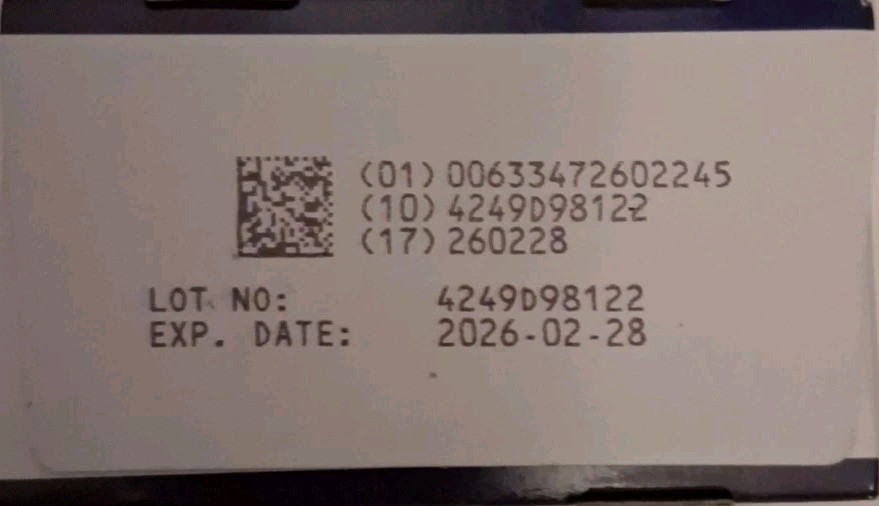 (01) 00633472602245
(10) 4249D98122
(17) 260228
LOT NO: 4249D98122
EXP. DATE: 2026-02-28